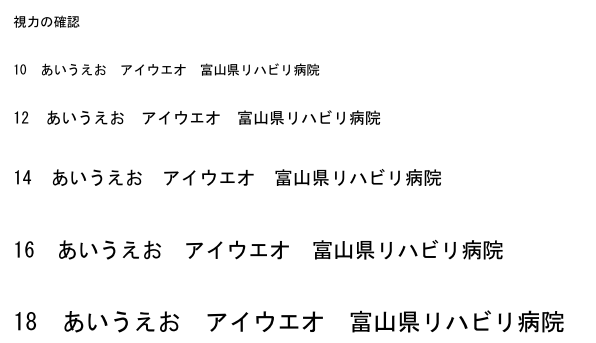 視力の確認
10　あいうえお　アイウエオ　富山県リハビリ病院
12　あいうえお　アイウエオ　富山県リハビリ病院
14　あいうえお　アイウエオ　富山県リハビリ病院
16　あいうえお　アイウエオ　富山県リハビリ病院
18　あいうえお　アイウエオ　富山県リハビリ病院